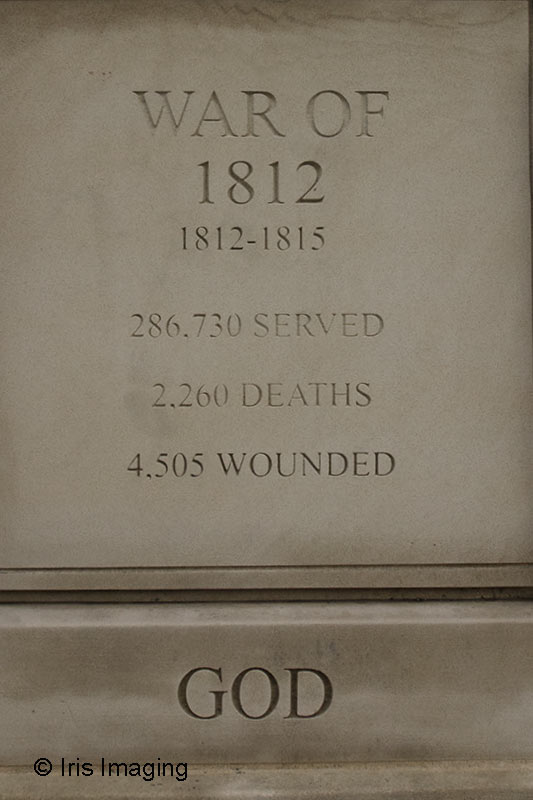 WAR OF
1812
1812-1815
286,730 SERVED
2,260 DEATHS
4,505 WOUNDED
GOD
© Iris Imaging